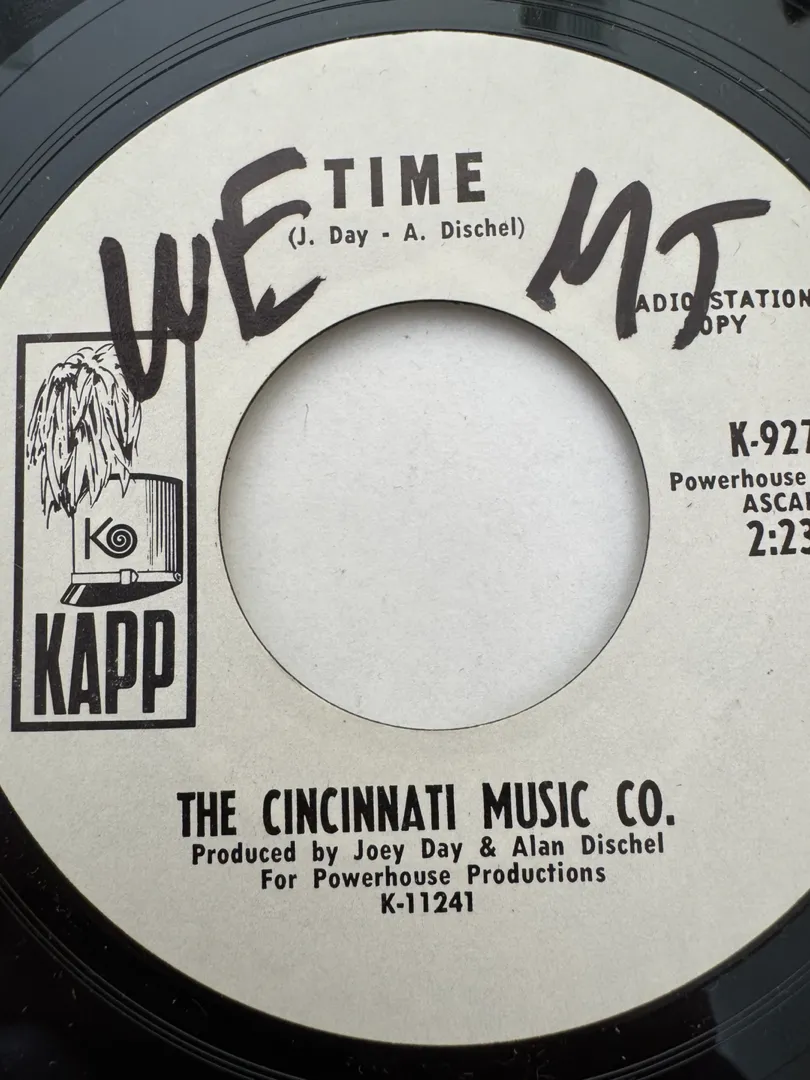 WE MJ
TIME
(J. Day - A. Dischel)
ADIO STATION
OPY
K-927
Powerhouse
ASCA
2:23
K
KAPP
THE CINCINNATI MUSIC CO.
Produced by Joey Day & Alan Dischel
For Powerhouse Productions
K-11241